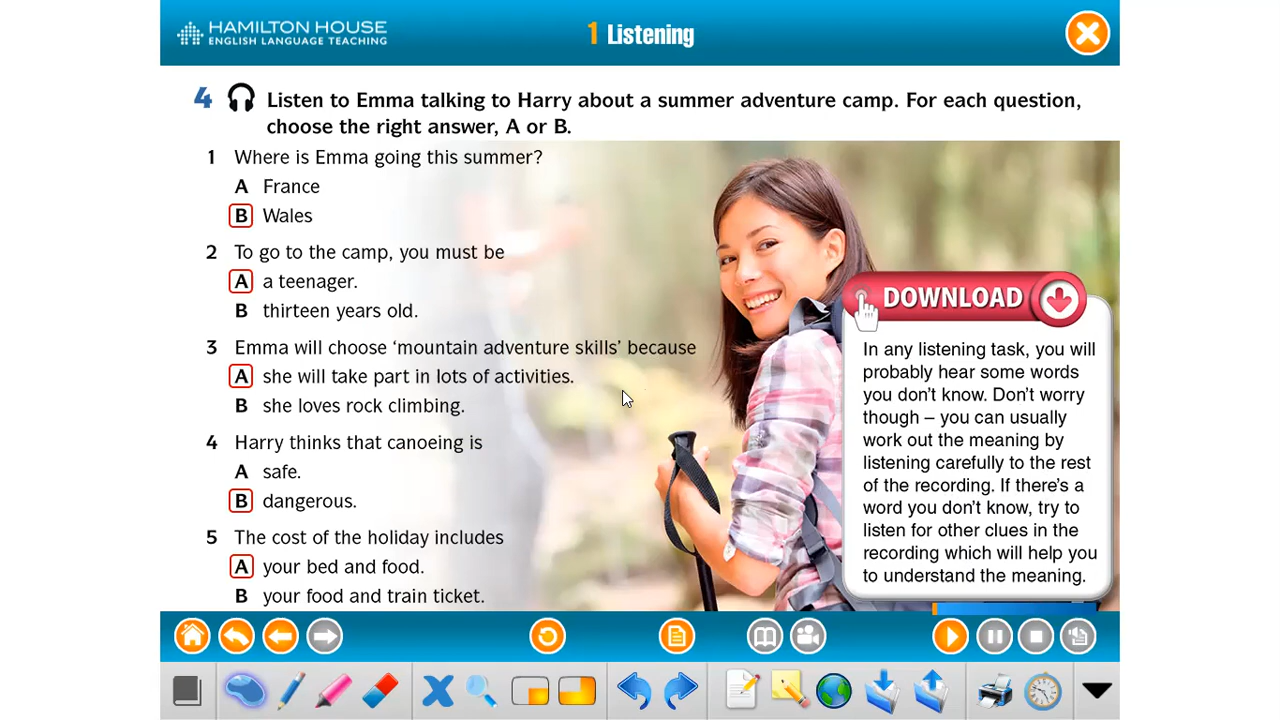 HAMILTON HOUSE
ENGLISH LANGUAGE TEACHING
1 Listening
4 Listen to Emma talking to Harry about a summer adventure camp. For each question,
choose the right answer, A or B.
1 Where is Emma going this summer?
A France
B Wales
2 To go to the camp, you must be
A a teenager.
B thirteen years old.
3 Emma will choose ‘mountain adventure skills’ because
A she will take part in lots of activities.
B she loves rock climbing.
4 Harry thinks that canoeing is
A safe.
B dangerous.
5 The cost of the holiday includes
A your bed and food.
B your food and train ticket.
DOWNLOAD
In any listening task, you will
probably hear some words
you don’t know. Don’t worry
though – you can usually
work out the meaning by
listening carefully to the rest
of the recording. If there’s a
word you don’t know, try to
listen for other clues in the
recording which will help you
to understand the meaning.